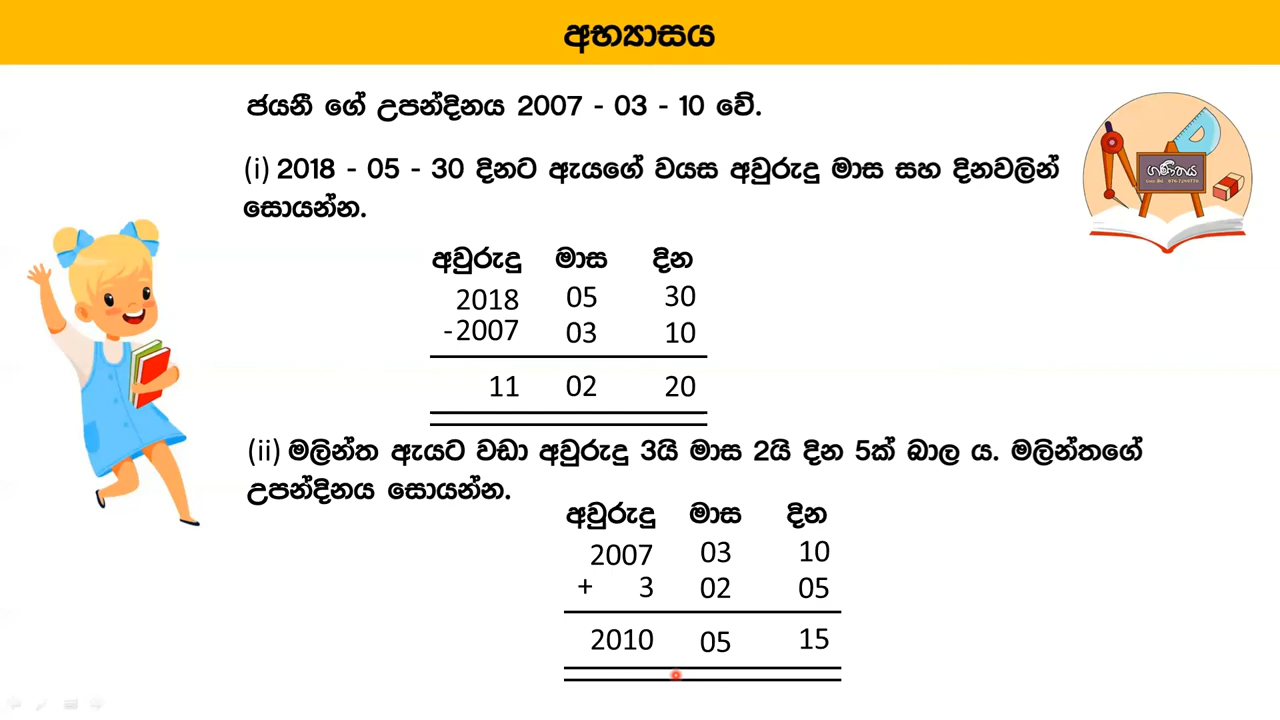 අභ්‍යාසය
ජයනී ගේ උපන්දිනය 2007 - 03 - 10 වේ.
(i) 2018 - 05 - 30 දිනට ඇයගේ වයස අවුරුදු මාස සහ දිනවලින්
සොයන්න.
ගණිතය
අවුරුදු මාස දින
2018 05 30
-2007 03 10
11 02 20
(ii) මලින්ත ඇයට වඩා අවුරුදු 3යි මාස 2යි දින 5ක් බාල ය. මලින්තගේ
උපන්දිනය සොයන්න.
අවුරුදු මාස දින
2007 03 10
+ 3 02 05
2010 05 15